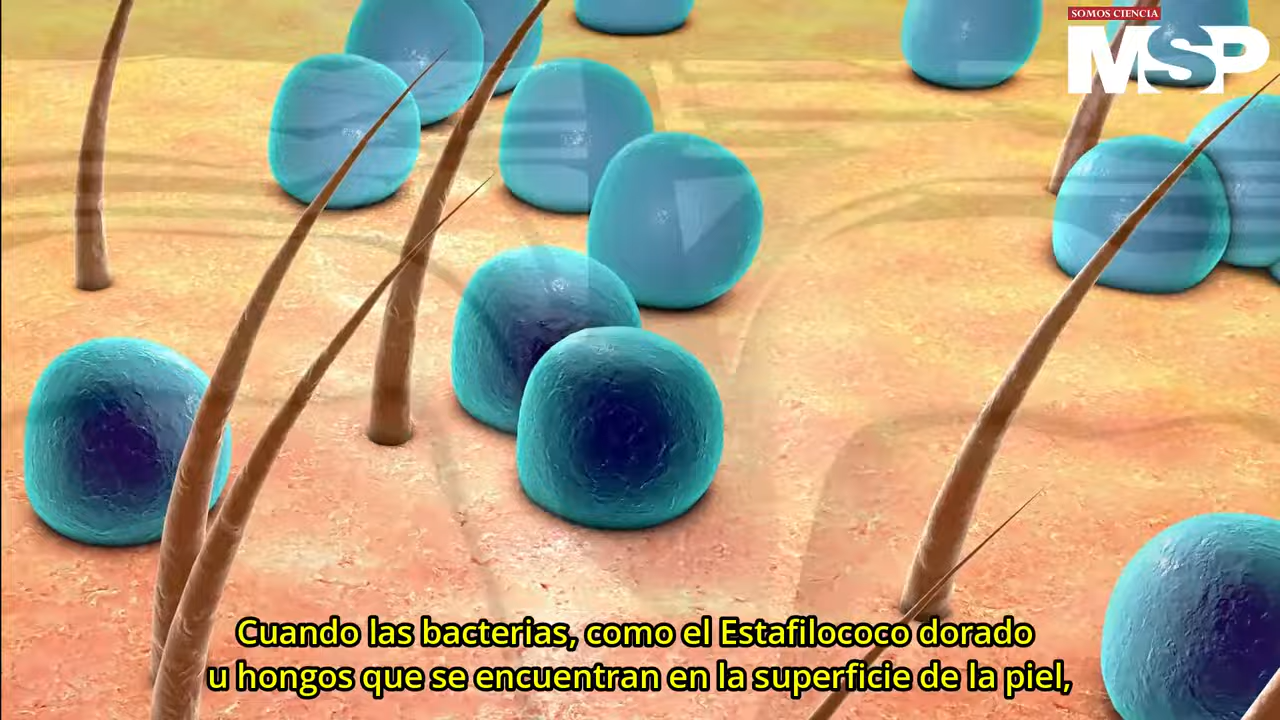 SOMOS CIENCIA
MSP
Cuando las bacterias, como el Estafilococo dorado
u hongos que se encuentran en la superficie de la piel,